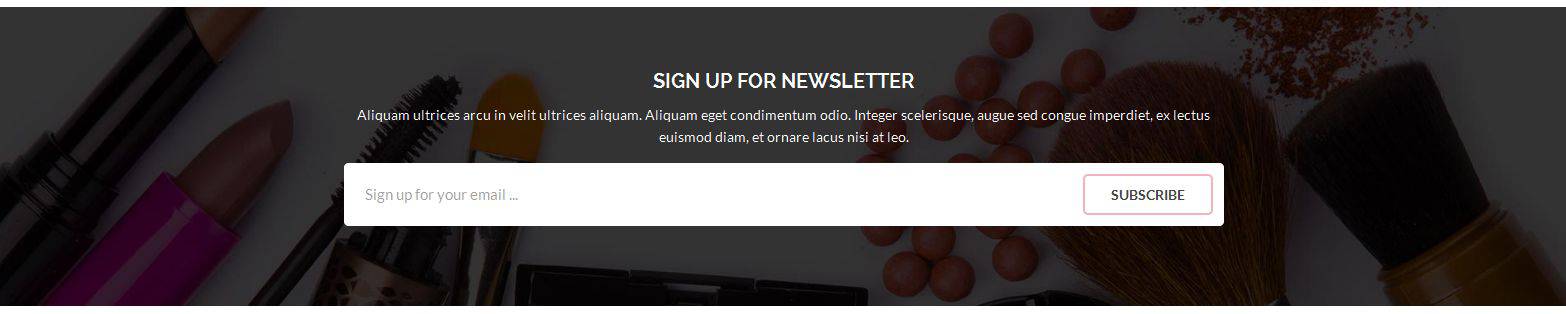 SIGN UP FOR NEWSLETTER
Aliquam ultrices arcu in velit ultrices aliquam. Aliquam eget condimentum odio. Integer scelerisque, augue sed congue imperdiet, ex lectus
euismod diam, et ornare lacus nisi at leo.
Sign up for your email ...
SUBSCRIBE